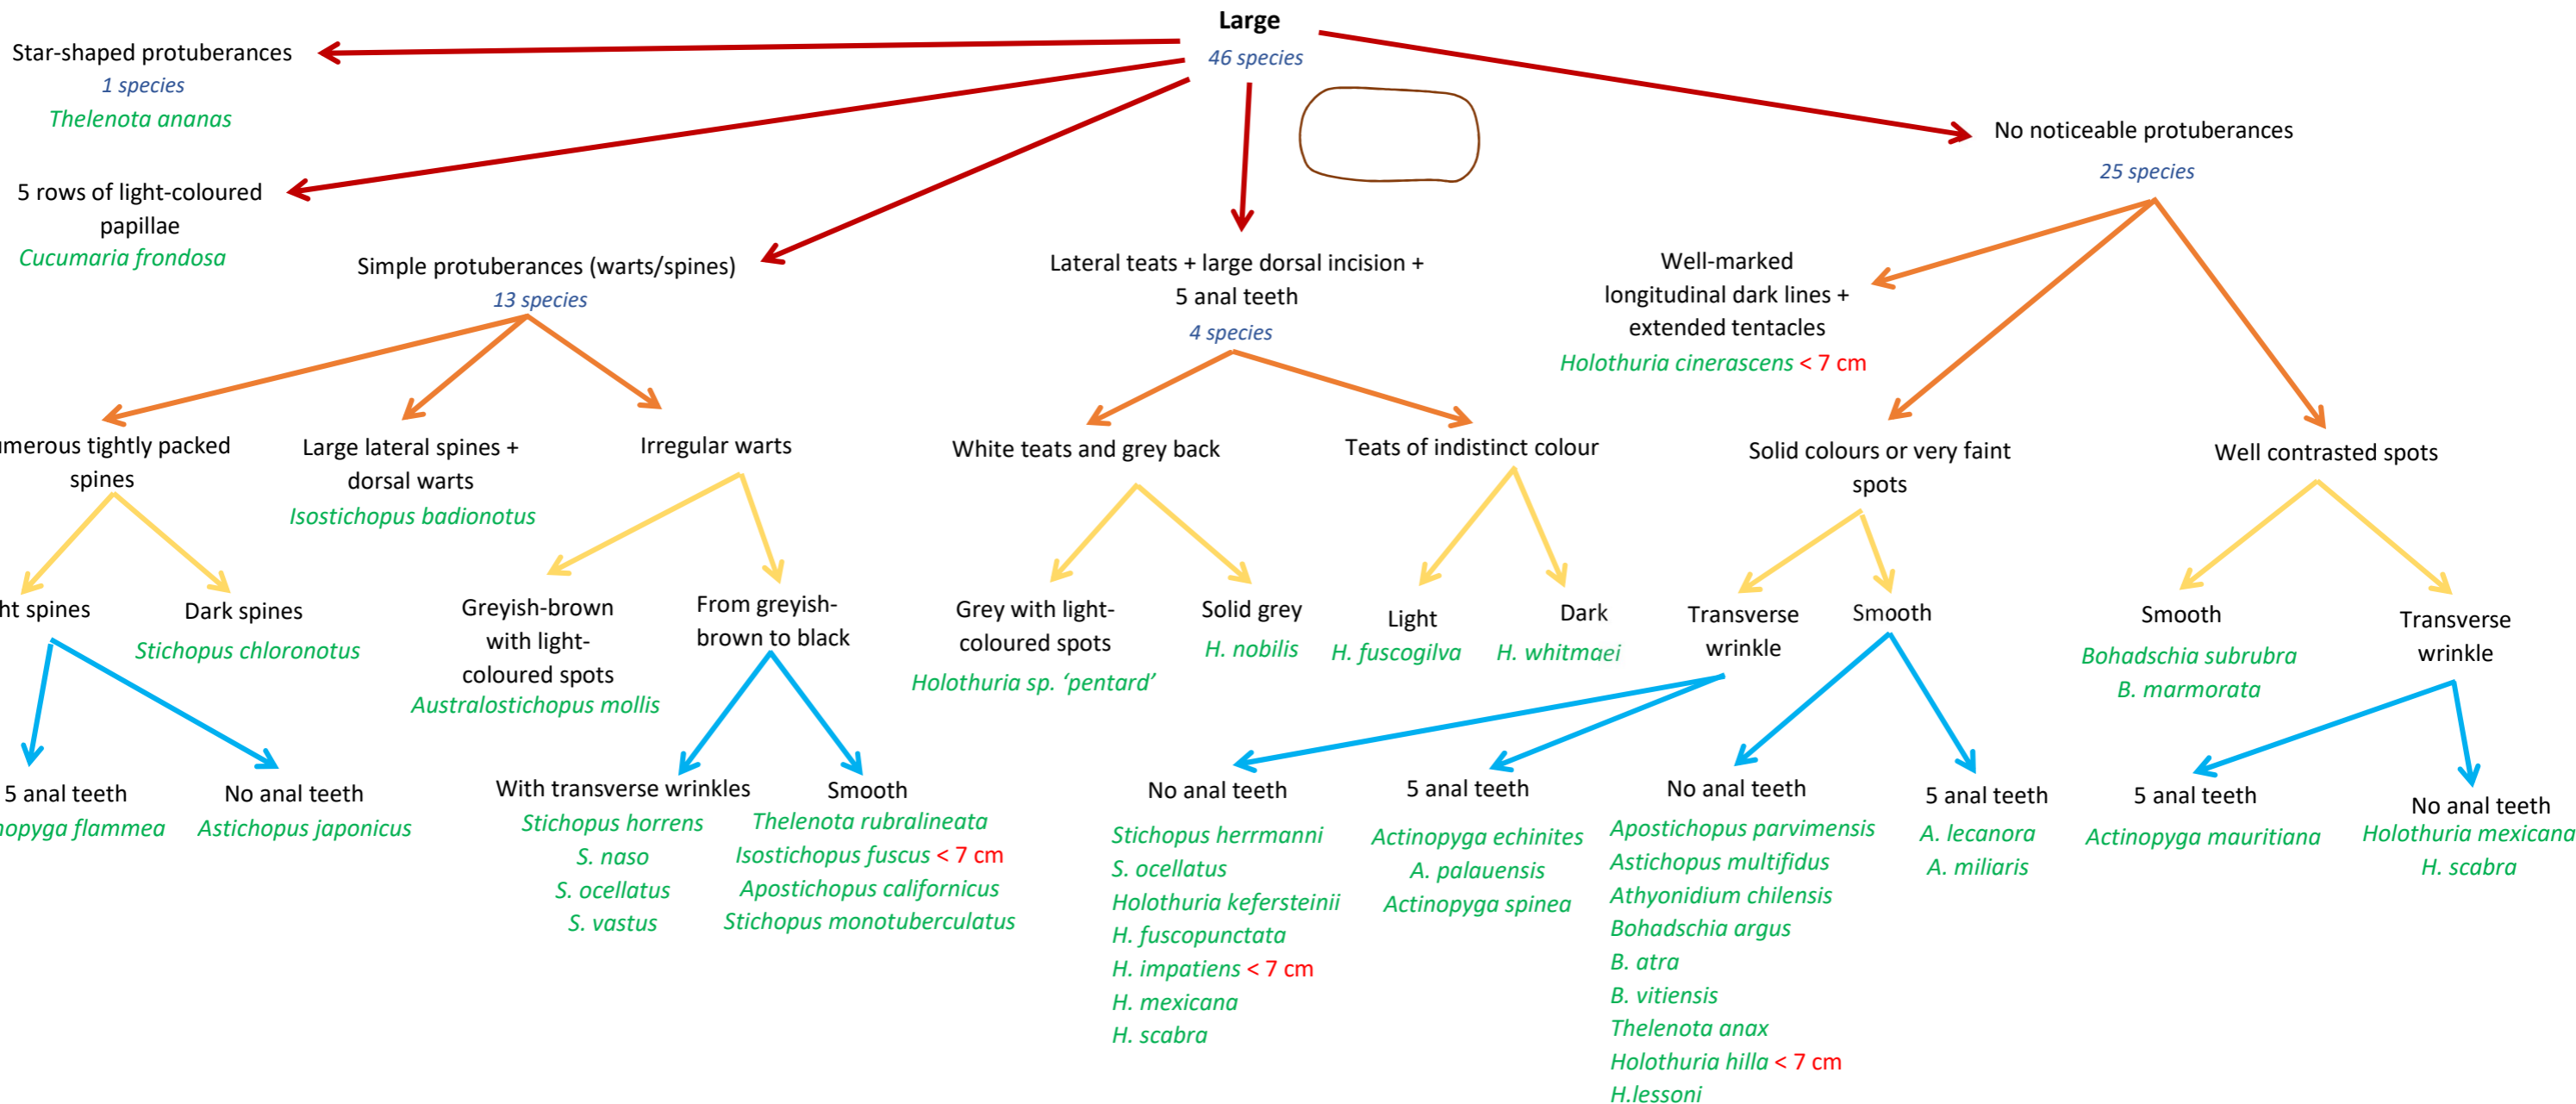 Large
46 species
Star-shaped protuberances
1 species
Thelenota ananas
5 rows of light-coloured
papillae
Cucumaria frondosa
Simple protuberances (warts/spines)
13 species
Lateral teats + large dorsal incision +
5 anal teeth
4 species
No noticeable protuberances
25 species
Well-marked
longitudinal dark lines +
extended tentacles
Holothuria cinerascens < 7 cm
tightly packed
spines
Large lateral spines +
dorsal warts
Isostichopus badionotus
Irregular warts
White teats and grey back
Teats of indistinct colour
Solid colours or very faint
spots
Well contrasted spots
spines
Dark spines
Stichopus chloronotus
Greyish-brown
with light-
coloured spots
Australostichopus mollis
From greyish-
brown to black
Grey with light-
coloured spots
Holothuria sp. ‘pentard’
Solid grey
H. nobilis
Light
H. fuscogilva
Dark
H. whitmaei
Transverse
wrinkle
Smooth
Smooth
Bohadschia subrubra
B. marmorata
Transverse
wrinkle
5 anal teeth
flammea
No anal teeth
Astichopus japonicus
With transverse wrinkles
Stichopus horrens
S. naso
S. ocellatus
S. vastus
Smooth
Thelenota rubralineata
Isostichopus fuscus < 7 cm
Apostichopus californicus
Stichopus monotuberculatus
No anal teeth
Stichopus herrmanni
S. ocellatus
Holothuria kefersteinii
H. fuscopunctata
H. impatiens < 7 cm
H. mexicana
H. scabra
5 anal teeth
Actinopyga echinites
A. palauensis
Actinopyga spinea
No anal teeth
Apostichopus parvimensis
Astichopus multifidus
Athyonidium chilensis
Bohadschia argus
B. atra
B. vitiensis
Thelenota anax
Holothuria hilla < 7 cm
H.lessoni
5 anal teeth
A. lecanora
A. miliaris
5 anal teeth
Actinopyga mauritiana
No anal teeth
Holothuria mexicana
H. scabra